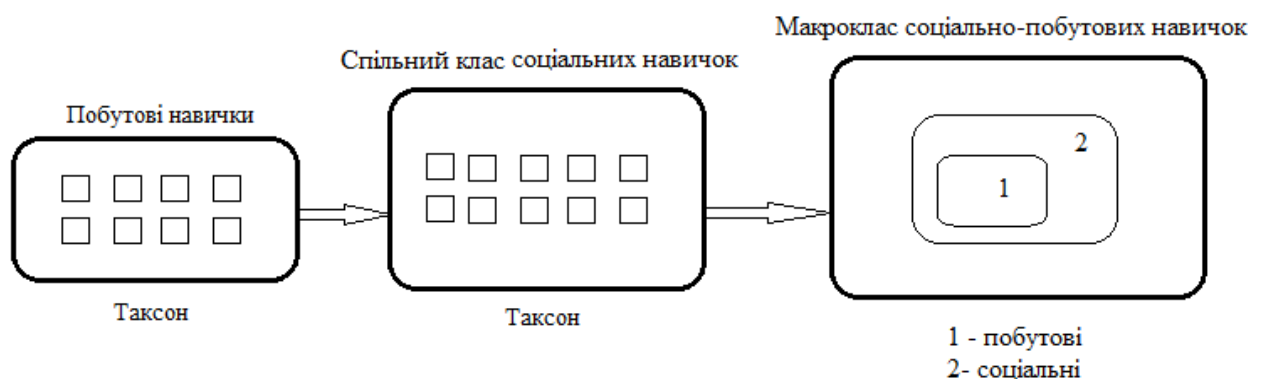 Макроклас соціально-побутових навичок
Спільний клас соціальних навичок
Побутові навички
2
1
Таксон
Таксон
1 - побутові
2- соціальні